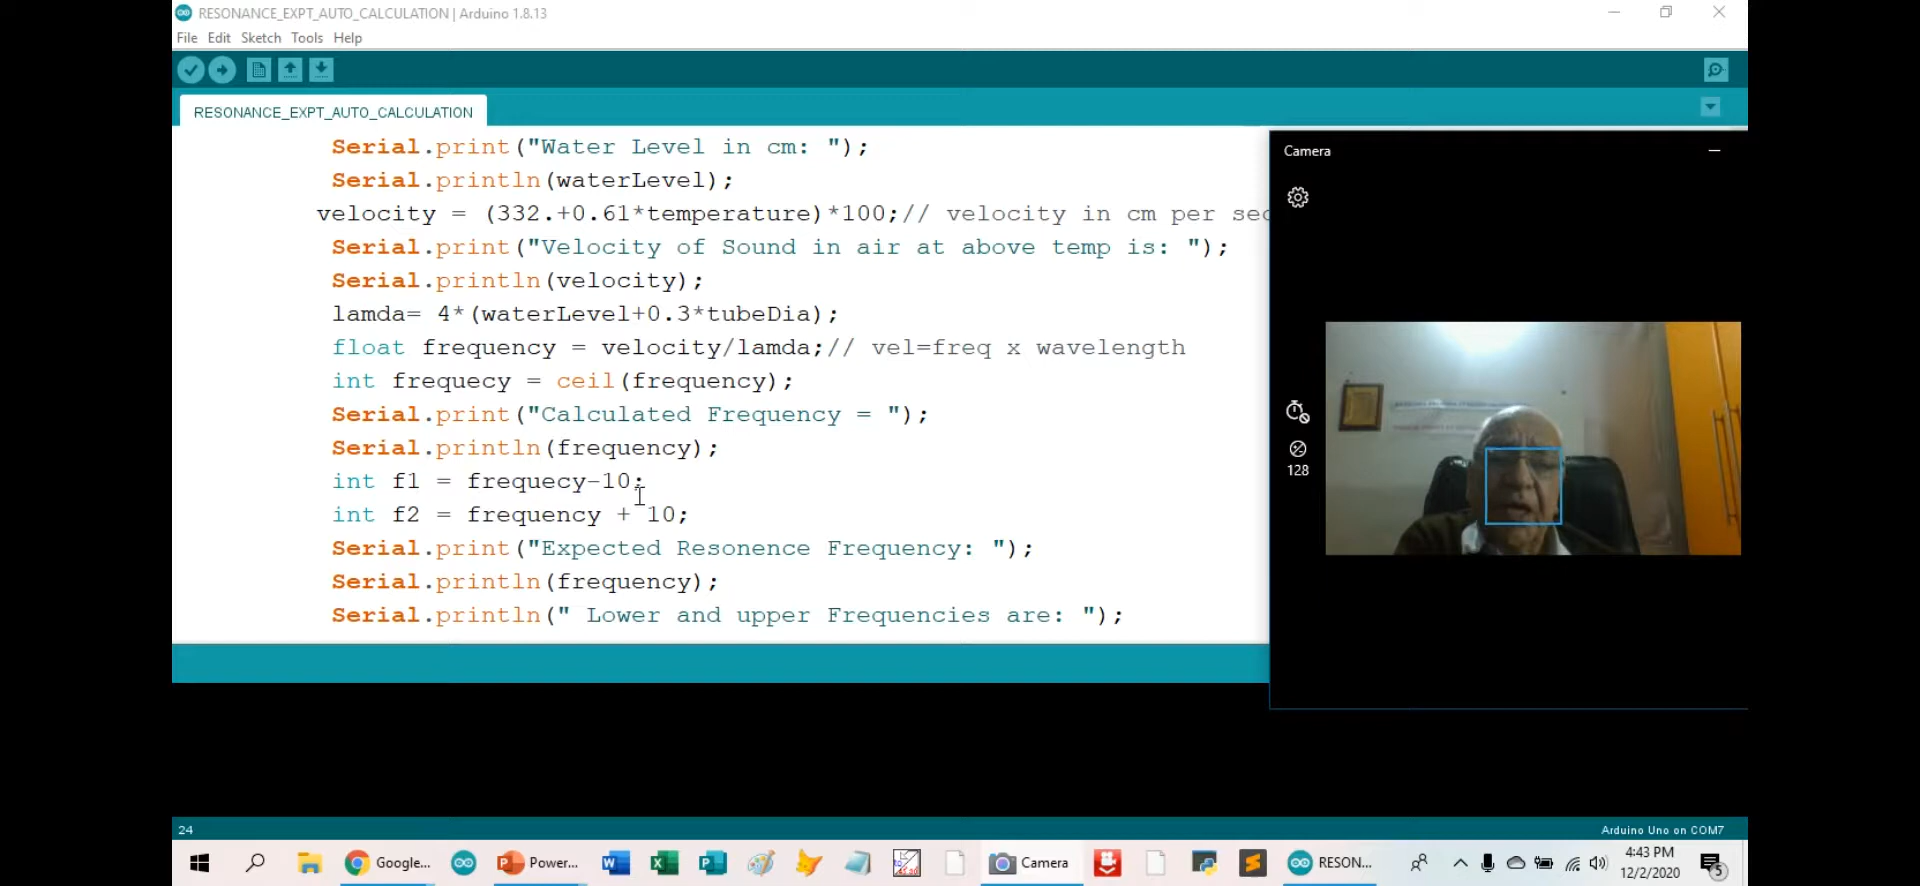 RESONANCE_EXPT_AUTO_CALCULATION | Arduino 1.8.13
File Edit Sketch Tools Help
RESONANCE_EXPT_AUTO_CALCULATION
Serial.print("Water Level in cm: ");
Serial.println(waterLevel);
velocity = (332.+0.61*temperature)*100;// velocity in cm per sec
Serial.print("Velocity of Sound in air at above temp is: ");
Serial.println(velocity);
lamda= 4*(waterLevel+0.3*tubeDia);
float frequency = velocity/lamda;// vel=freq x wavelength
int frequecy = ceil(frequency);
Serial.print("Calculated Frequency = ");
Serial.println(frequency);
int f1 = frequecy-10;
int f2 = frequency + 10;
Serial.print("Expected Resonence Frequency: ");
Serial.println(frequency);
Serial.println(" Lower and upper Frequencies are: ");
Camera
128
24
Arduino Uno on COM7
Google...
Power...
Camera
RESON...
4:43 PM
12/2/2020
5